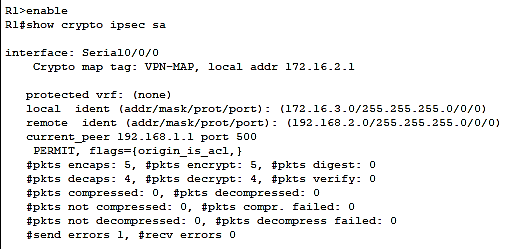 R1>enable
R1#show crypto ipsec sa
interface: Serial0/0/0
Crypto map tag: VPN-MAP, local addr 172.16.2.1
protected vrf: (none)
local ident (addr/mask/prot/port): (172.16.3.0/255.255.255.0/0/0)
remote ident (addr/mask/prot/port): (192.168.2.0/255.255.255.0/0/0)
current_peer 192.168.1.1 port 500
PERMIT, flags={origin_is_acl,}
#pkts encaps: 5, #pkts encrypt: 5, #pkts digest: 0
#pkts decaps: 4, #pkts decrypt: 4, #pkts verify: 0
#pkts compressed: 0, #pkts decompressed: 0
#pkts not compressed: 0, #pkts compr. failed: 0
#pkts not decompressed: 0, #pkts decompress failed: 0
#send errors 1, #recv errors 0